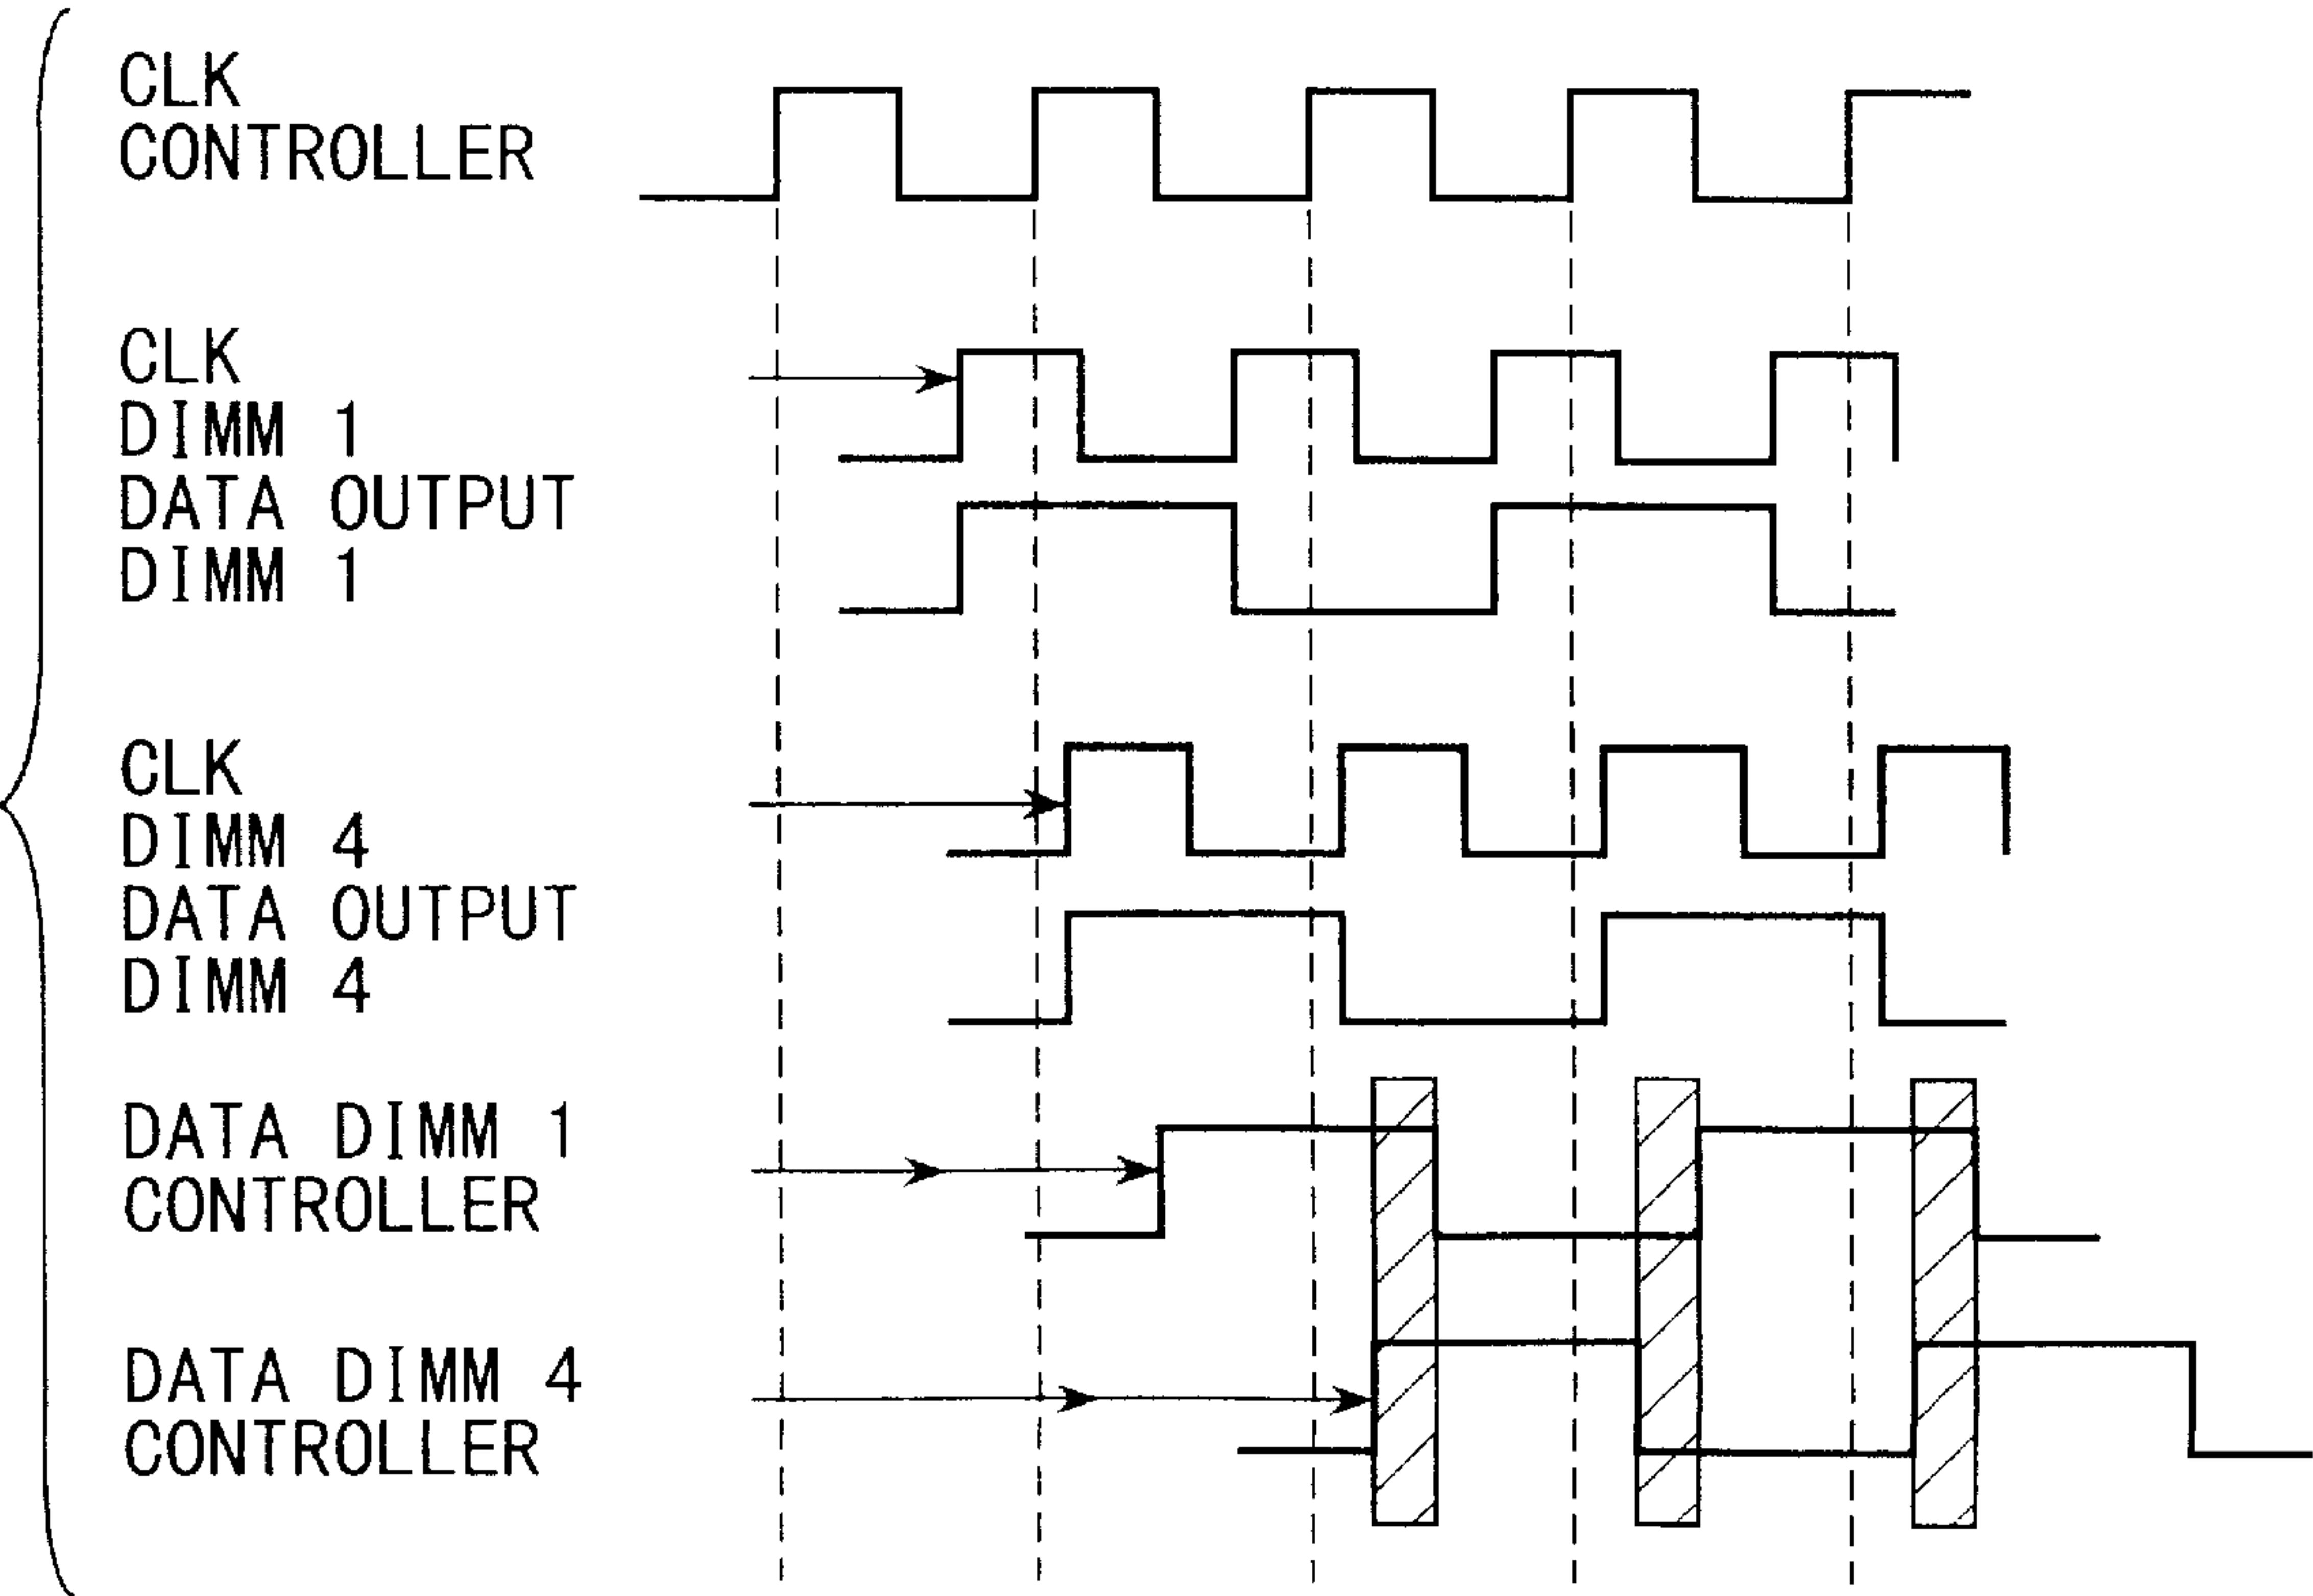 CLK
CONTROLLER
CLK
DIMM 1
DATA OUTPUT
DIMM 1
CLK
DIMM 4
DATA OUTPUT
DIMM 4
DATA DIMM 1
CONTROLLER
DATA DIMM 4
CONTROLLER